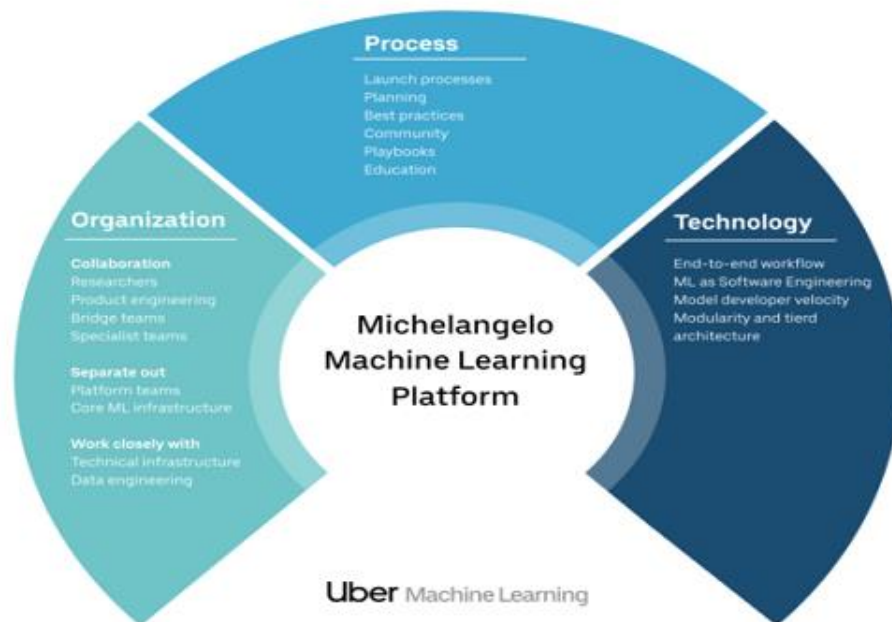 Process
Launch processes
Planning
Best practices
Community
Playbooks
Education
Organization
Collaboration
Researchers
Product engineering
Bridge teams
Specialist teams
Separate out
Platform teams
Core ML infrastructure
Work closely with
Technical infrastructure
Data engineering
Technology
End-to-end workflow
ML as Software Engineering
Model developer velocity
Modularity and tierd
architecture
Michelangelo
Machine Learning
Platform
Uber Machine Learning